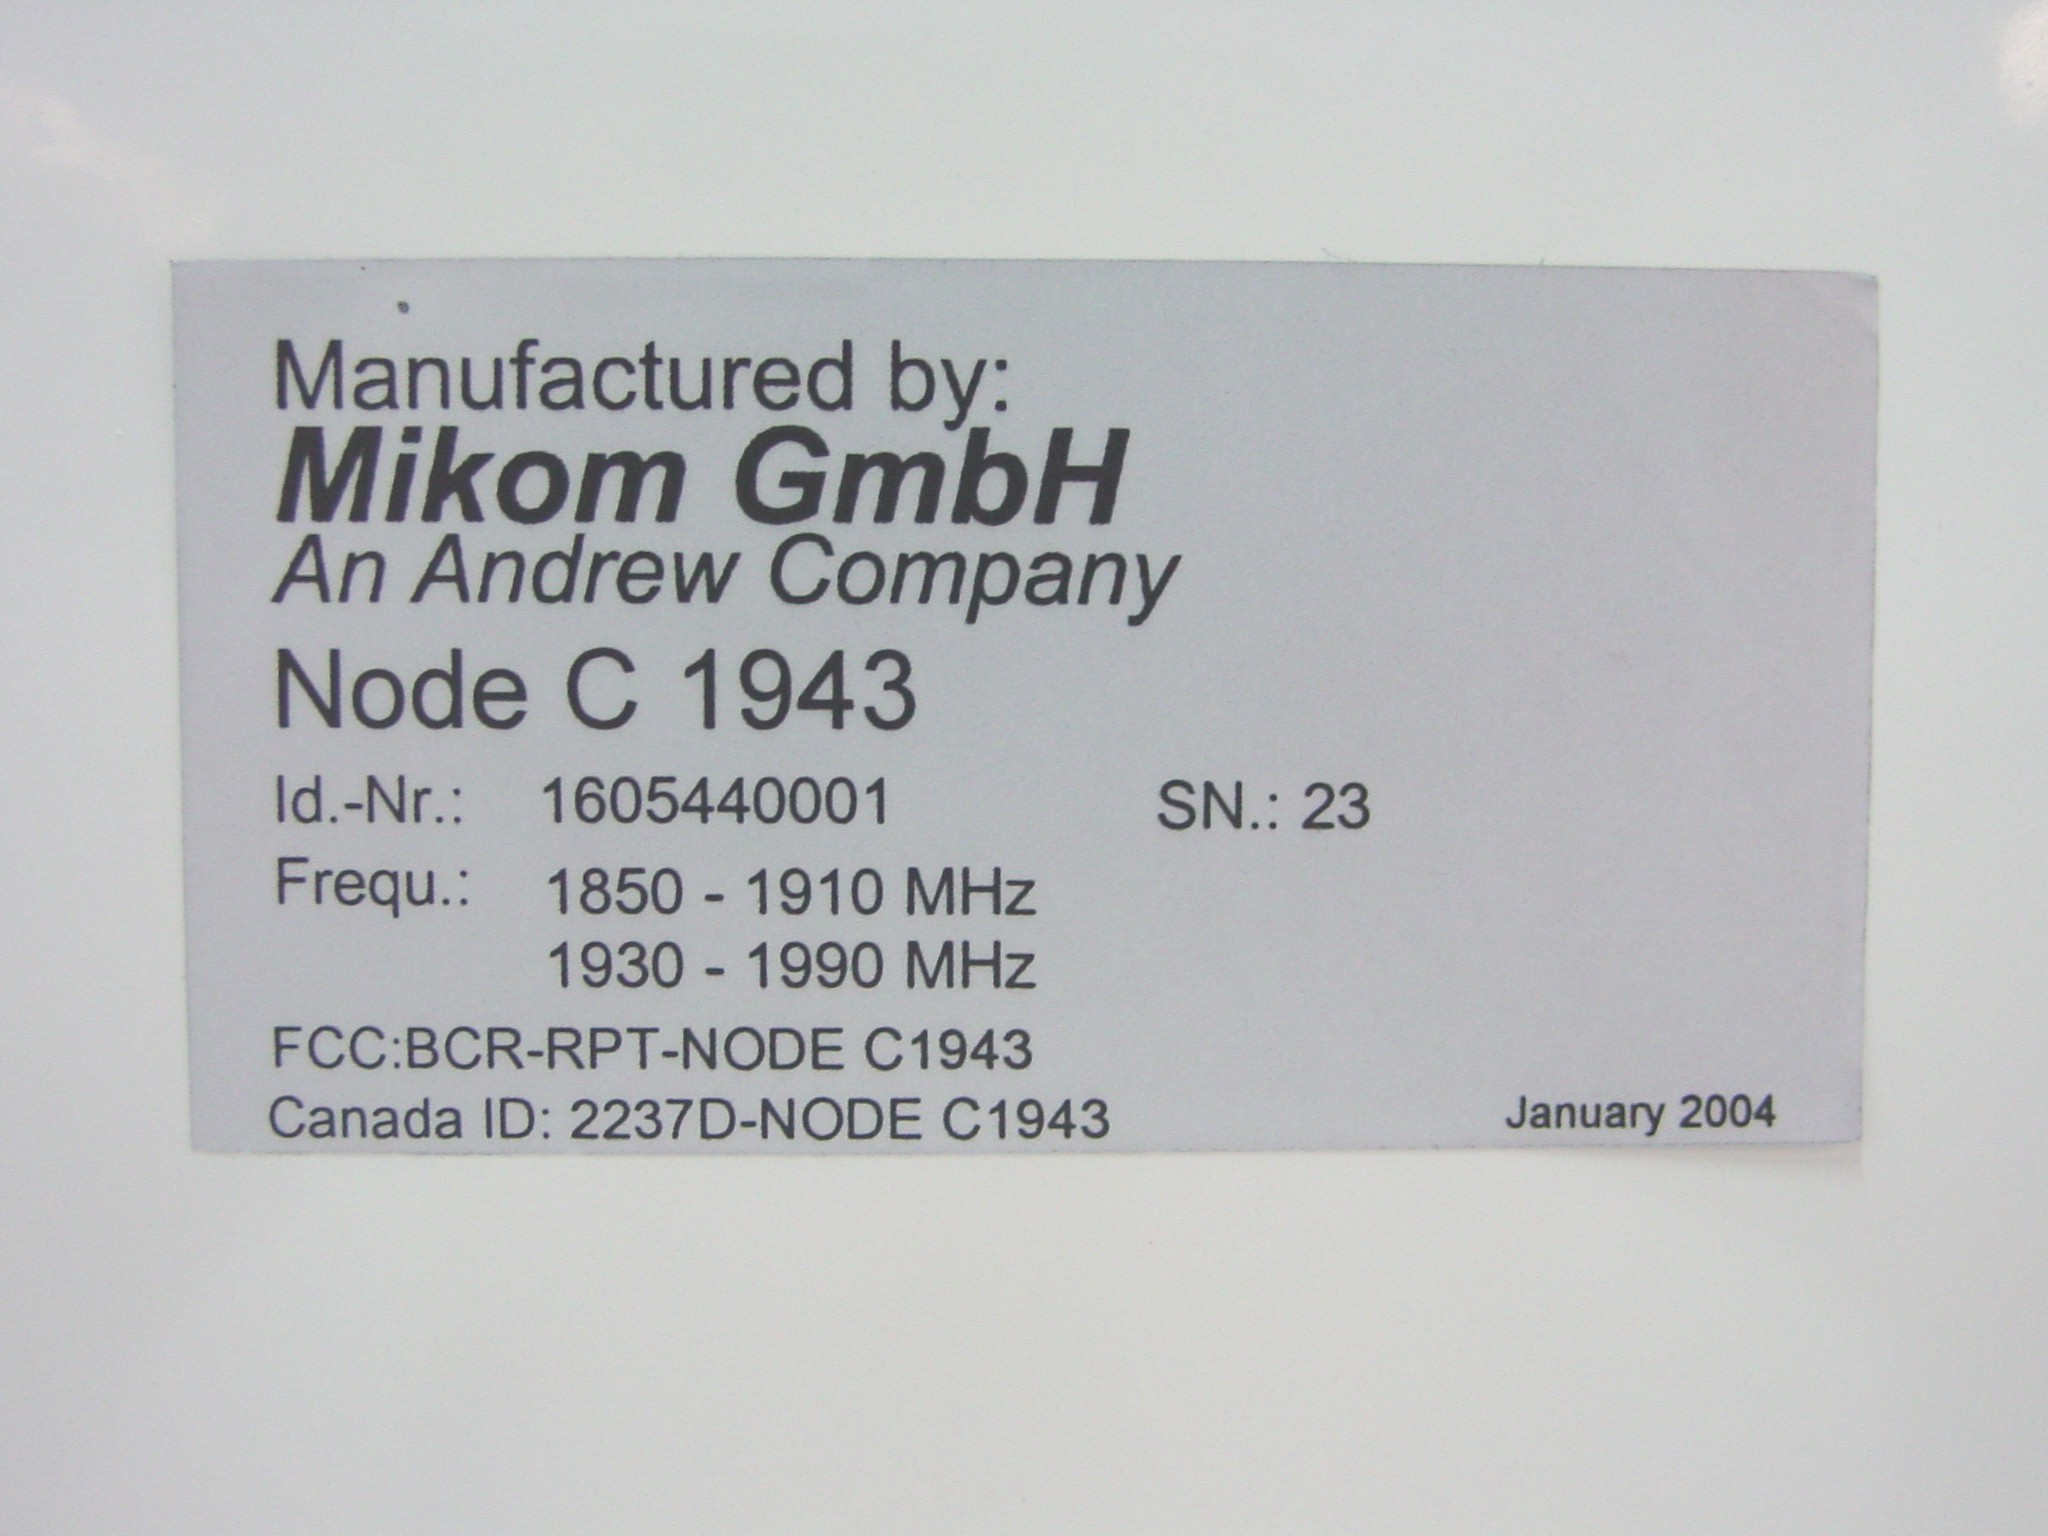 Manufactured by:
Mikom GmbH
An Andrew Company
Node C 1943
Id.-Nr.: 1605440001 SN.: 23
Frequ.: 1850 - 1910 MHz
1930 - 1990 MHz
FCC:BCR-RPT-NODE C1943
Canada ID: 2237D-NODE C1943 January 2004